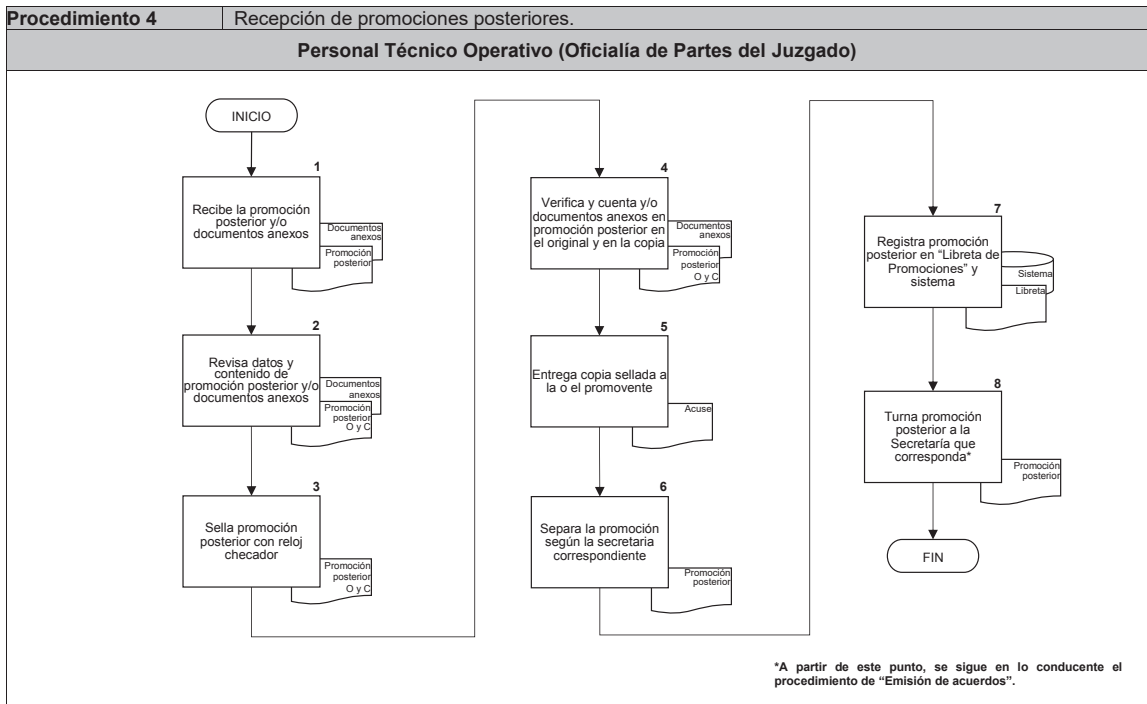 Procedimiento 4 Recepción de promociones posteriores.
Personal Técnico Operativo (Oficialía de Partes del Juzgado)
INICIO
1
Recibe la promoción
posterior y/o
documentos anexos
Documentos
anexos
Promoción
posterior
2
Revisa datos y
contenido de
promoción posterior y/o
documentos anexos
Documentos
anexos
Promoción
posterior
O y C
3
Sella promoción
posterior con reloj
checador
Promoción
posterior
O y C
4
Verifica y cuenta y/o
documentos anexos en
promoción posterior en
el original y en la copia
Documentos
anexos
Promoción
posterior
O y C
5
Entrega copia sellada a
la o el promovente
Acuse
6
Separa la promoción
según la secretaria
correspondiente
Promoción
posterior
7
Registra promoción
posterior en “Libreta de
Promociones” y
sistema
Sistema
Libreta
8
Turna promoción
posterior a la
Secretaría que
corresponda*
Promoción
posterior
FIN
*A partir de este punto, se sigue en lo conducente el
procedimiento de “Emisión de acuerdos”.